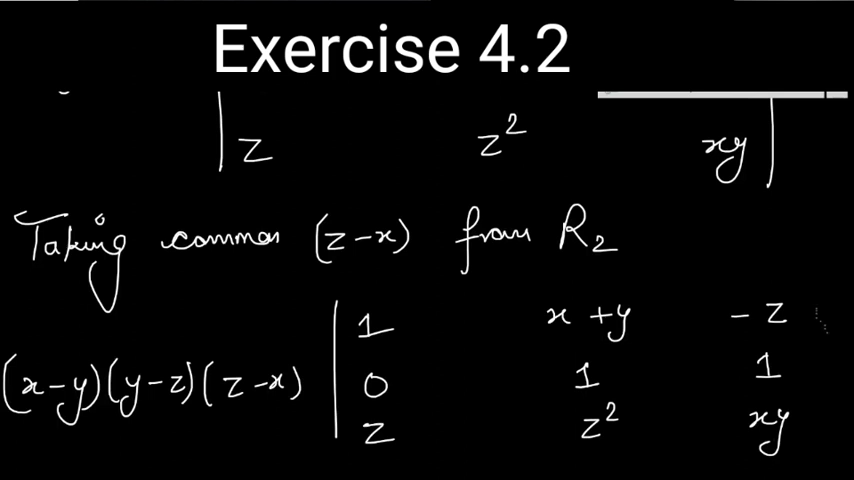 Exercise 4.2
| z z² xy |
Taking common (z-x) from R₂
| 1 x+y -z
(x-y)(y-z)(z-x) | 0 1 1
| z z² xy